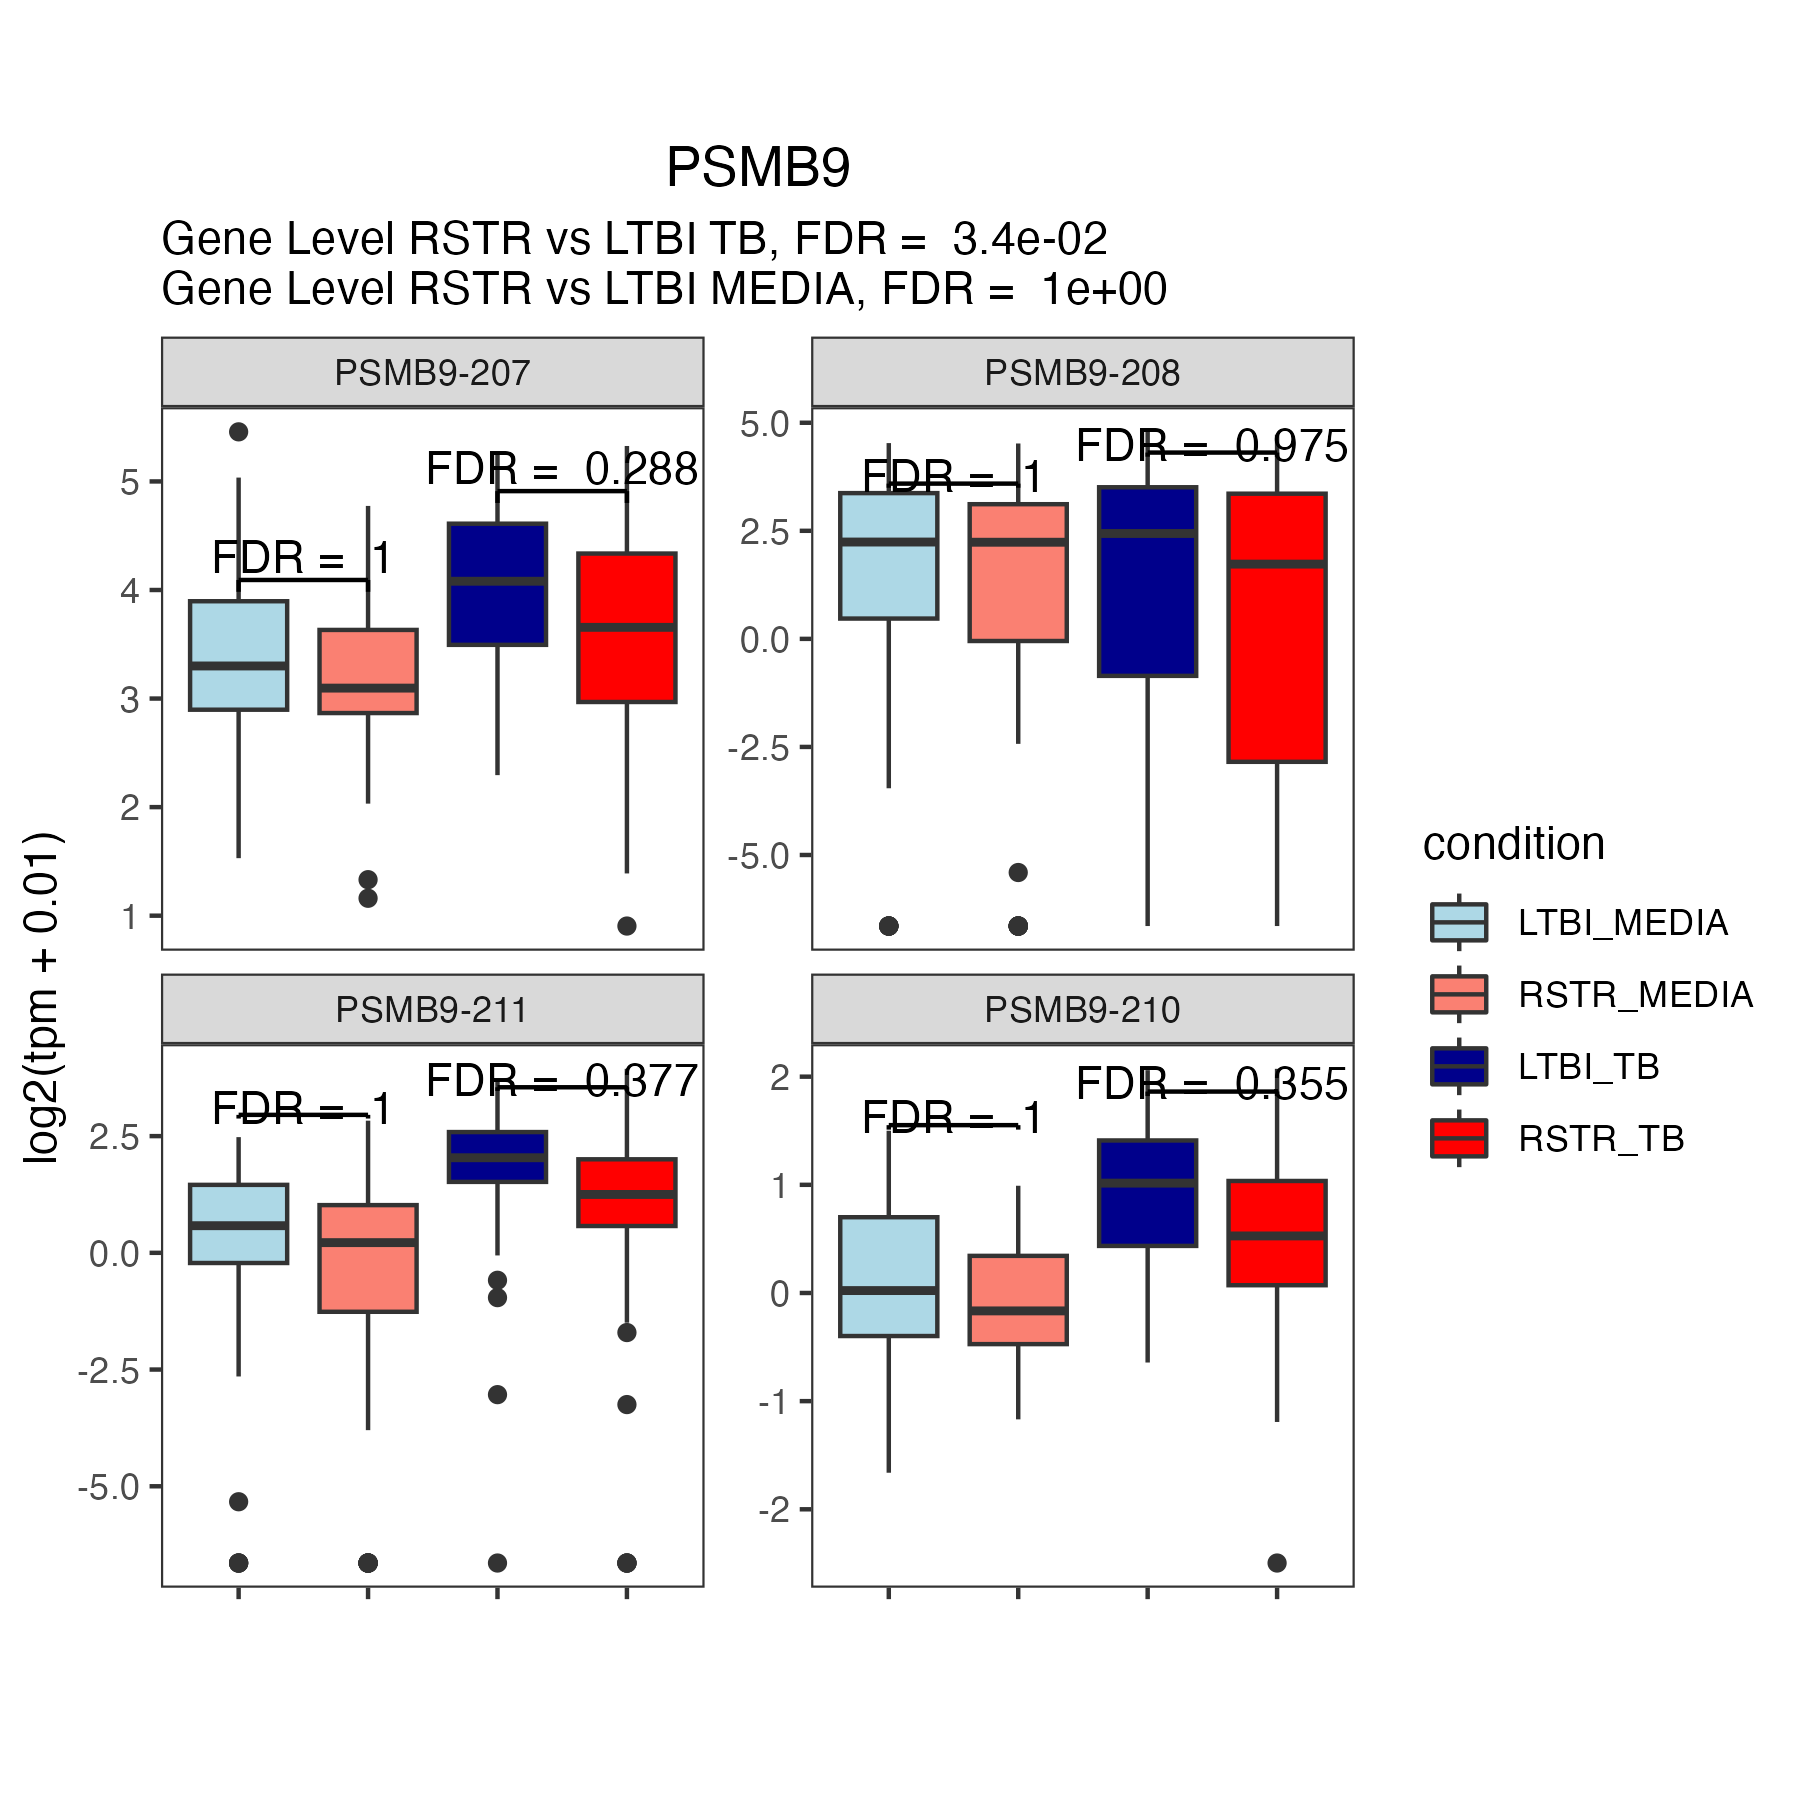 PSMB9
Gene Level RSTR vs LTBI TB, FDR =  3.4e-02
Gene Level RSTR vs LTBI MEDIA, FDR =  1e+00
PSMB9-207
PSMB9-208
FDR =  1
FDR =  0.288
5
4
3
2
1
FDR =  1
FDR =  0.975
5.0
2.5
0.0
-2.5
-5.0
log2(tpm + 0.01)
PSMB9-211
PSMB9-210
FDR =  1
FDR =  0.377
2.5
0.0
-2.5
-5.0
FDR =  1
FDR =  0.355
2
1
0
-1
-2
condition
LTBI_MEDIA
RSTR_MEDIA
LTBI_TB
RSTR_TB